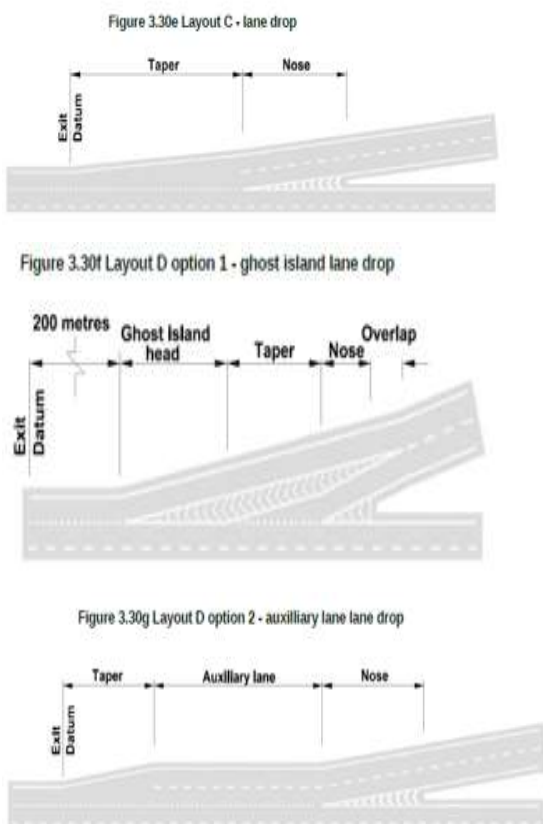 Figure 3.30e Layout C - lane drop
Taper
Nose
Exit
Datum
Figure 3.30f Layout D option 1 - ghost island lane drop
200 metres
Ghost Island
head
Taper
Nose
Overlap
Exit
Datum
Figure 3.30g Layout D option 2 - auxilliary lane lane drop
Taper
Auxiliary lane
Nose
Exit
Datum